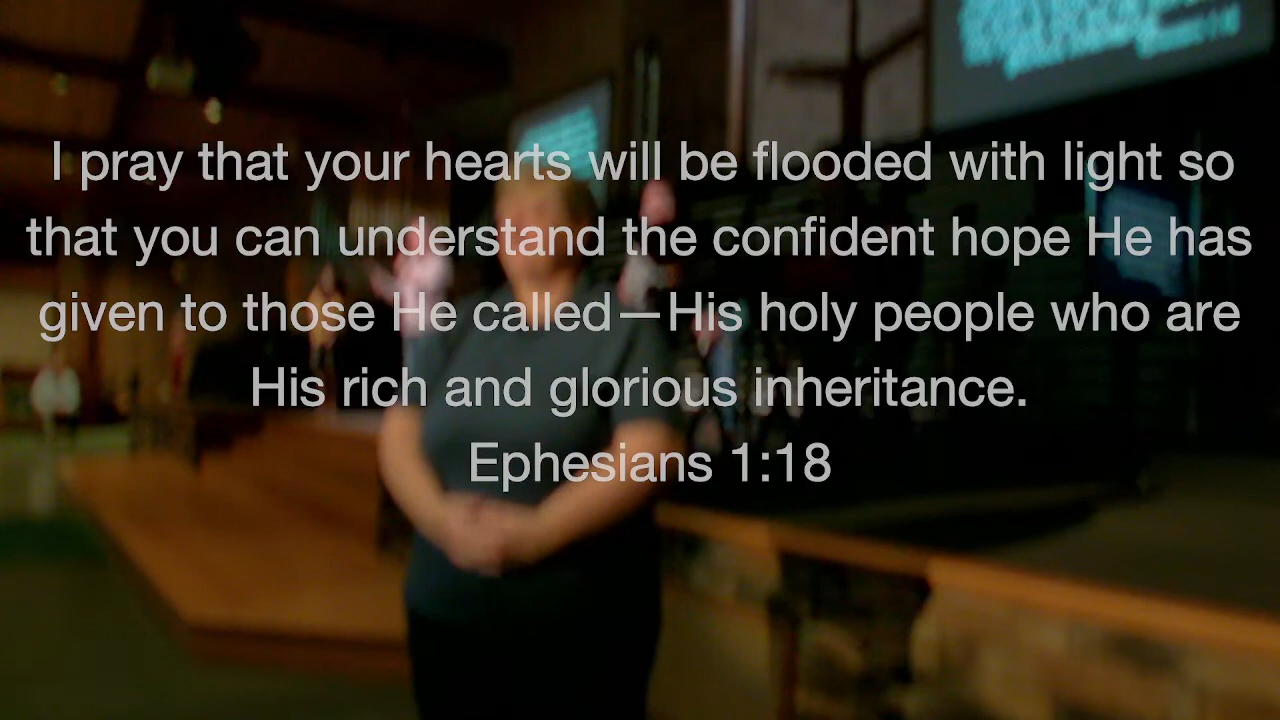 I pray that your hearts will be flooded with light so
that you can understand the confident hope He has
given to those He called—His holy people who are
His rich and glorious inheritance.
Ephesians 1:18